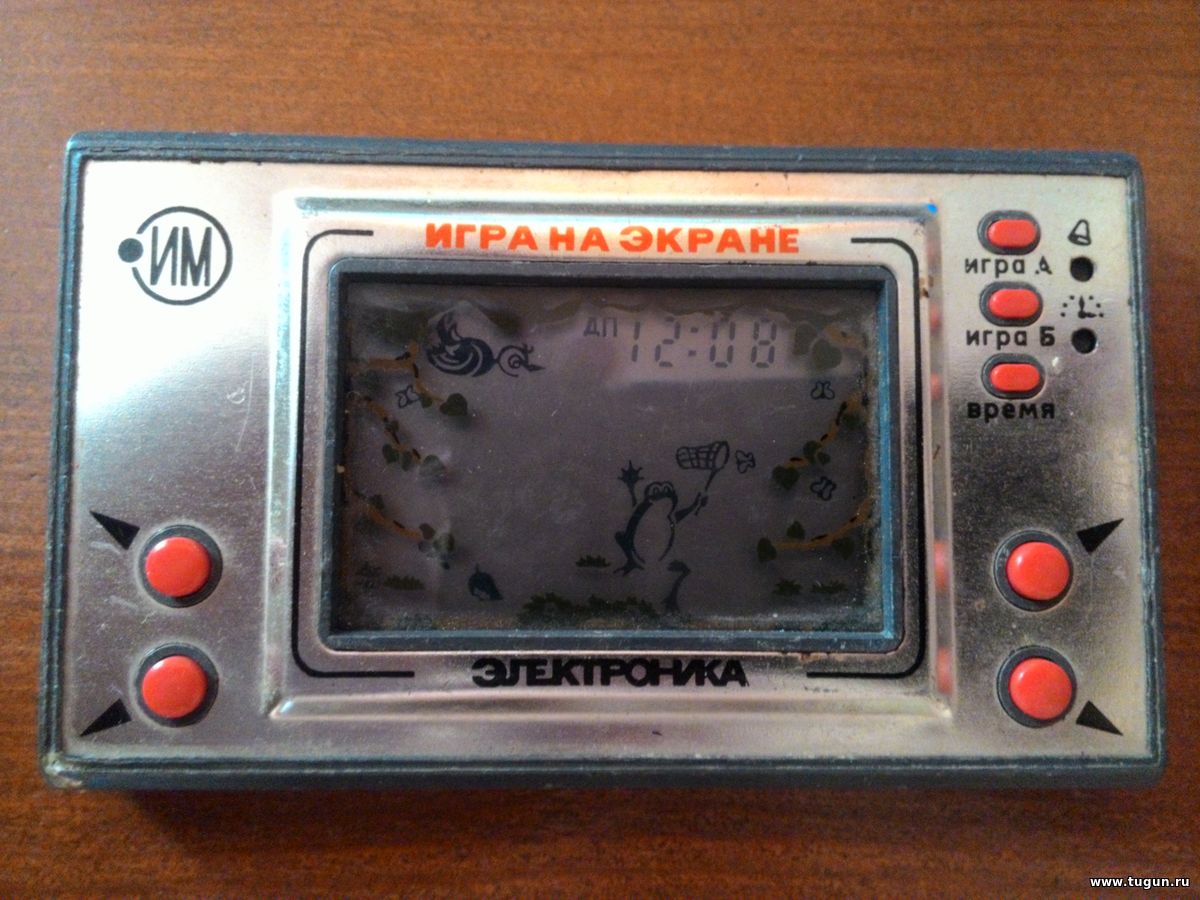 ИМ
ИГРА НА ЭКРАНЕ
игра А
игра Б
время
ДП 12:08
ЭЛЕКТРОНИКА
www.tugun.ru